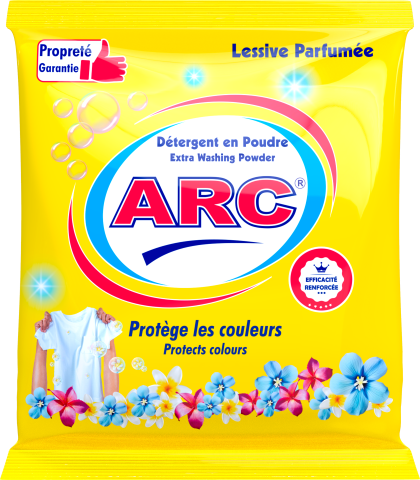 Propreté
Garantie
Lessive Parfumée
Détergent en Poudre
Extra Washing Powder
ARC®
EFFICACITÉ
RENFORCÉE
Protège les couleurs
Protects colours